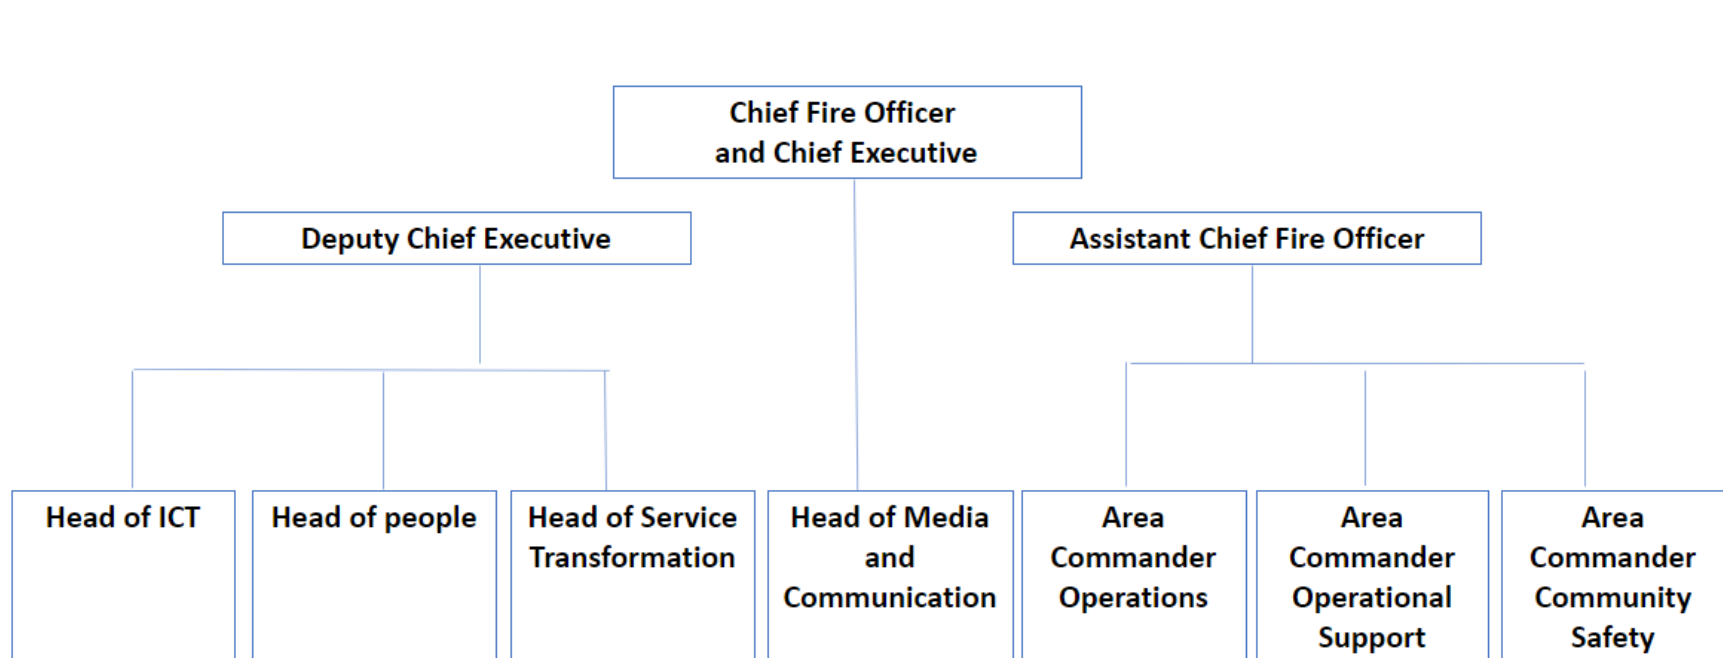 Chief Fire Officer
and Chief Executive
Deputy Chief Executive
Assistant Chief Fire Officer
Head of ICT
Head of people
Head of Service
Transformation
Head of Media
and
Communication
Area
Commander
Operations
Area
Commander
Operational
Support
Area
Commander
Community
Safety